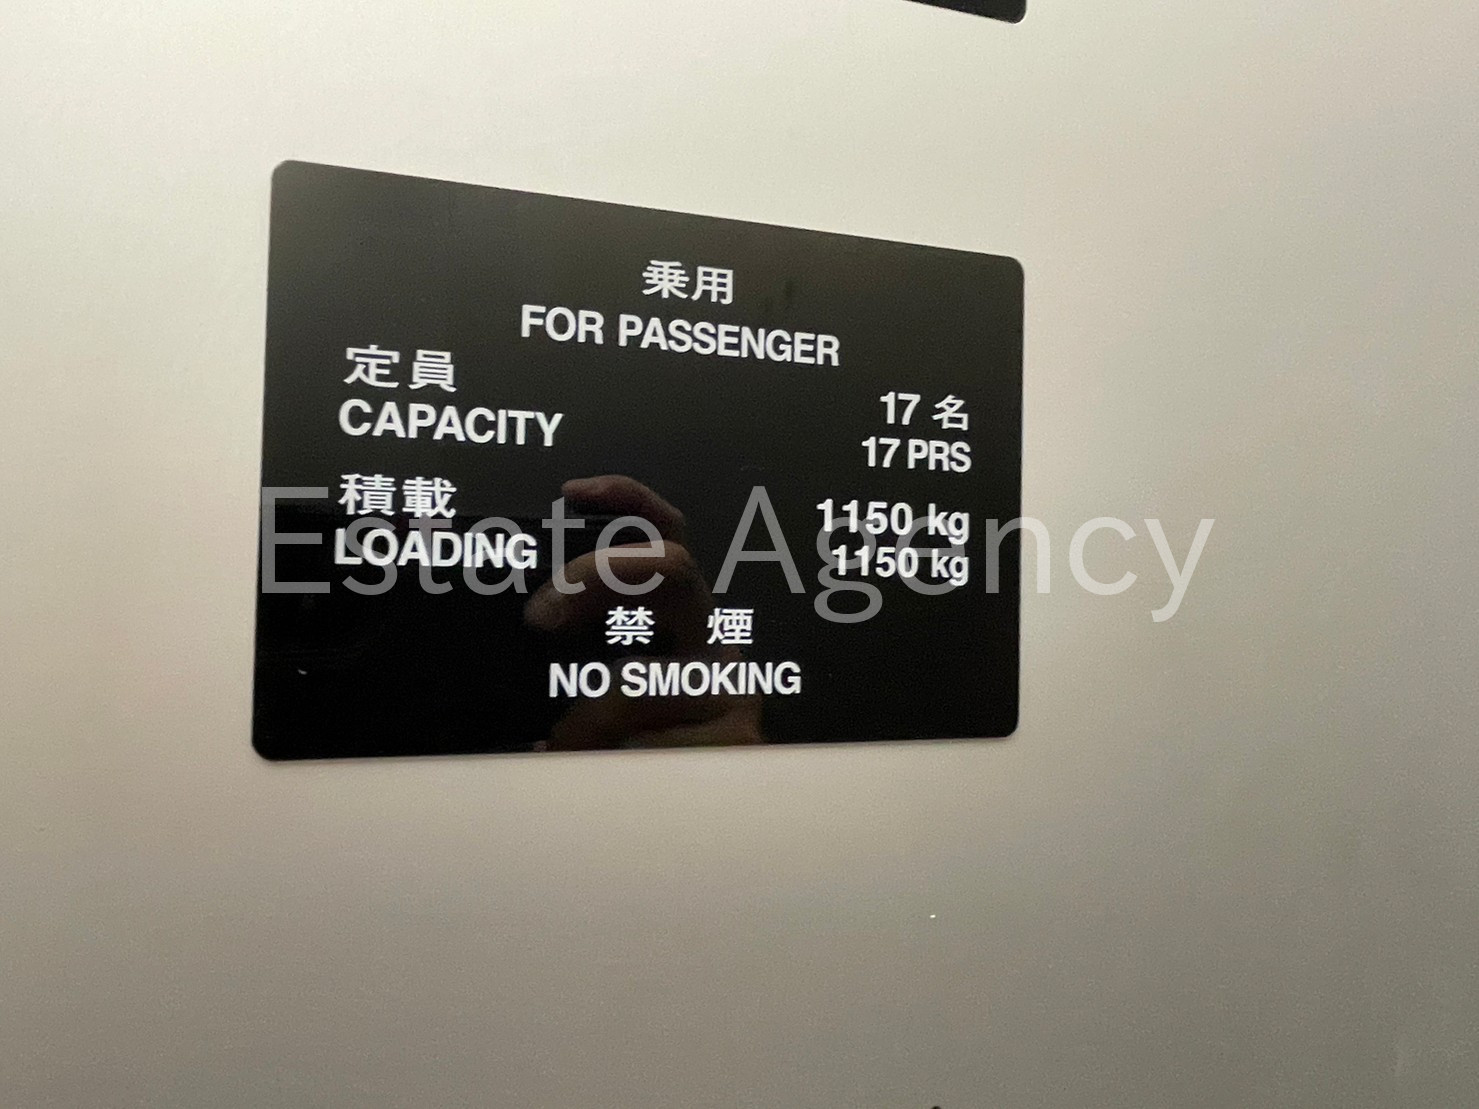 乗用
FOR PASSENGER
定員 17 名
CAPACITY 17 PRS
積載 1150 kg
LOADING 1150 kg
禁 煙
NO SMOKING
Estate Agency